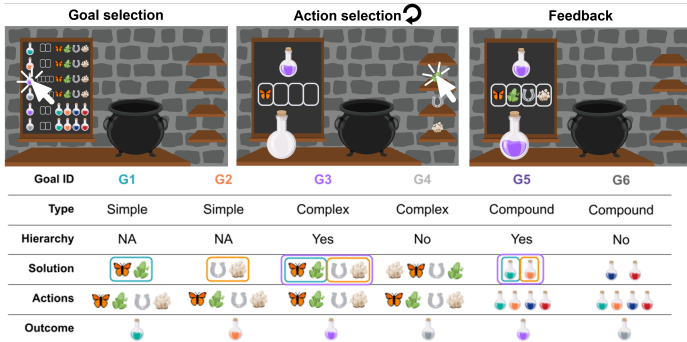 Goal selection
Action selection
Feedback
Goal ID G1 G2 G3 G4 G5 G6
Type Simple Simple Complex Complex Compound Compound
Hierarchy NA NA Yes No Yes No
Solution
Actions
Outcome